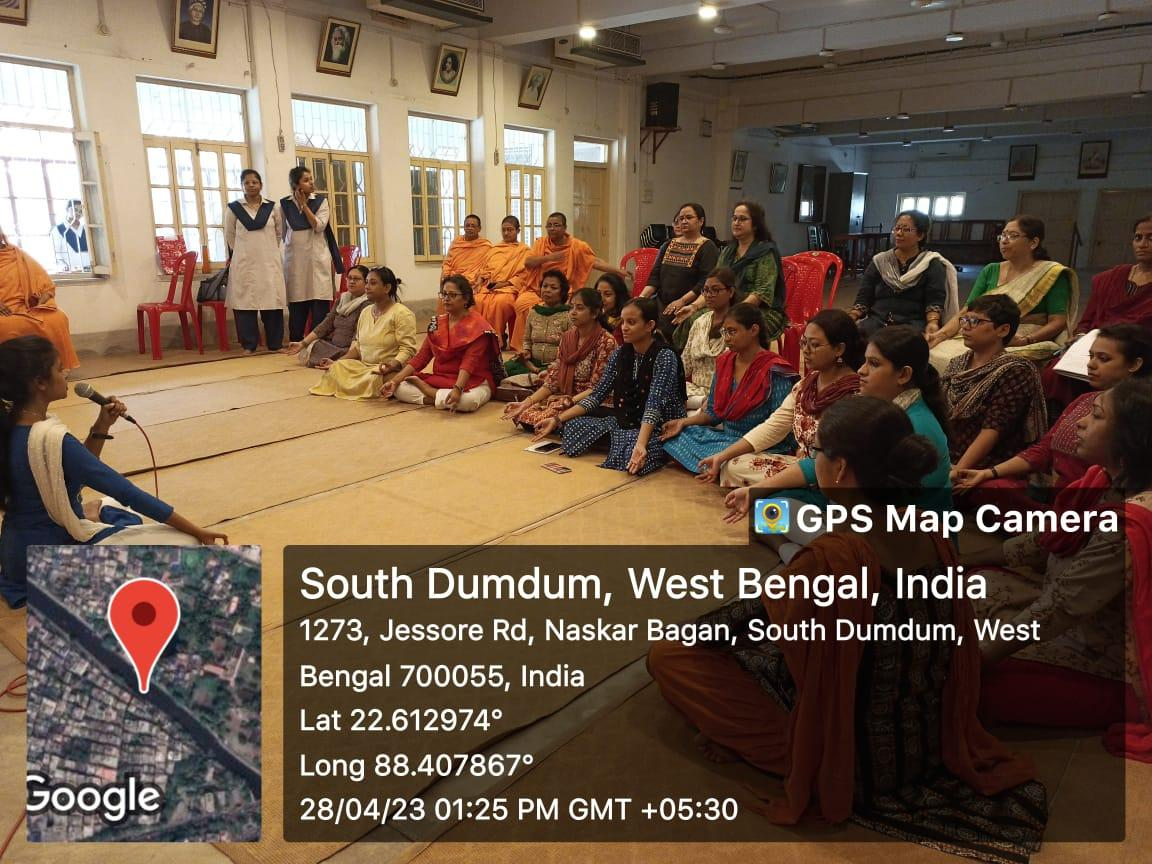 GPS Map Camera
South Dumdum, West Bengal, India
1273, Jessore Rd, Naskar Bagan, South Dumdum, West
Bengal 700055, India
Lat 22.612974°
Long 88.407867°
28/04/23 01:25 PM GMT +05:30
Google